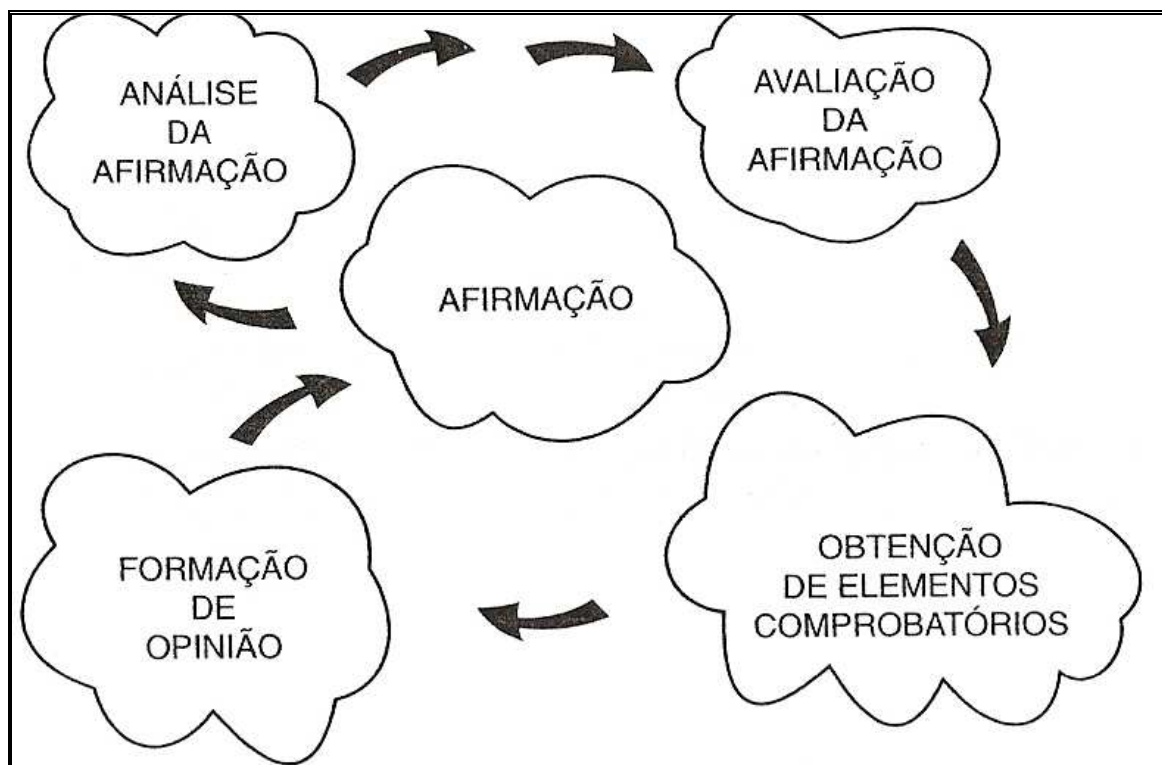 ANÁLISE
DA
AFIRMAÇÃO
AVALIAÇÃO
DA
AFIRMAÇÃO
AFIRMAÇÃO
FORMAÇÃO
DE
OPINIÃO
OBTENÇÃO
DE ELEMENTOS
COMPROBATÓRIOS